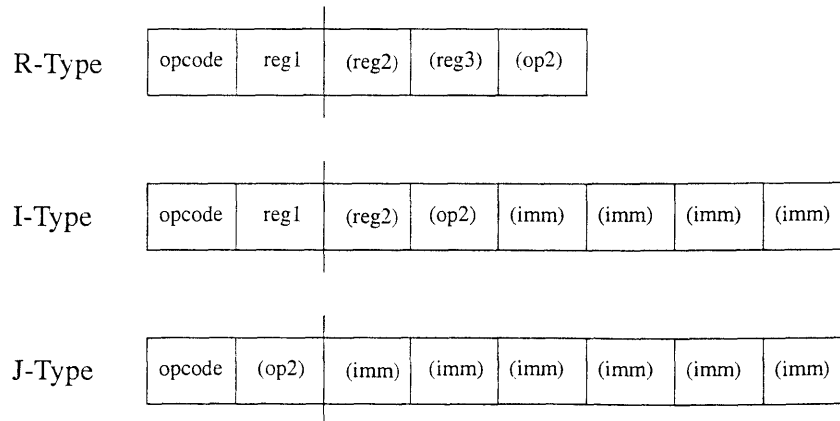 R-Type opcode reg1 (reg2) (reg3) (op2)
I-Type opcode reg1 (reg2) (op2) (imm) (imm) (imm) (imm)
J-Type opcode (op2) (imm) (imm) (imm) (imm) (imm) (imm)